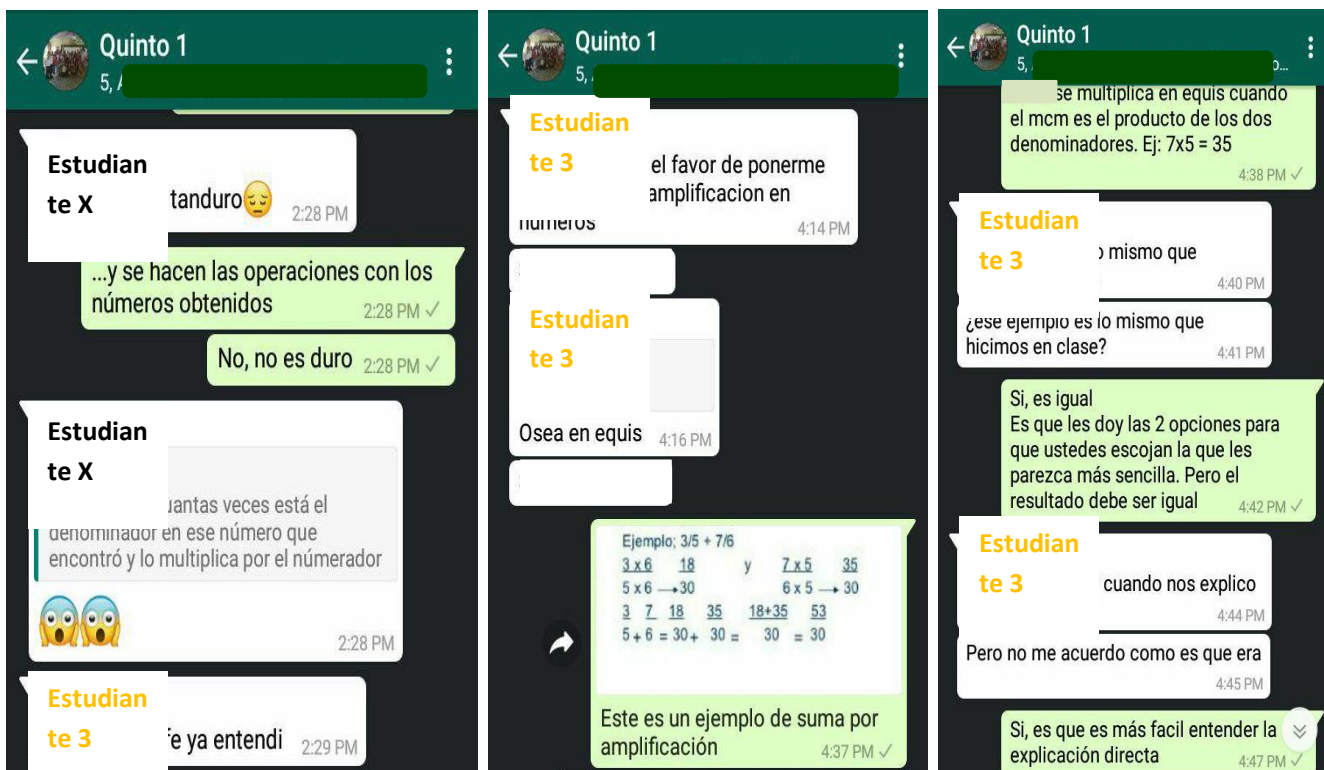 Quinto 1
5,
Estudian
te X
tanduro😔 2:28 PM
...y se hacen las operaciones con los
números obtenidos 2:28 PM ✓
No, no es duro 2:28 PM ✓
Estudian
te X
uantas veces está el
denominador en ese número que
encontró y lo multiplica por el númerador
😱😱
2:28 PM
Estudian
te 3
fe ya entendi 2:29 PM
Quinto 1
5,
Estudian
te 3
el favor de ponerme
amplificacion en
numeros 4:14 PM
Estudian
te 3
Osea en equis 4:16 PM
Ejemplo; 3/5 + 7/6
3 x 6 18 y 7 x 5 35
5 x 6 → 30 6 x 5 → 30
3 7 18 35 18+35 53
5 + 6 = 30 + 30 = 30 = 30
Este es un ejemplo de suma por
amplificación 4:37 PM ✓
Quinto 1
5,
se multiplica en equis cuando
el mcm es el producto de los dos
denominadores. Ej: 7x5 = 35
4:38 PM ✓
Estudian
te 3
o mismo que
4:40 PM
¿ese ejemplo es lo mismo que
hicimos en clase? 4:41 PM
Si, es igual
Es que les doy las 2 opciones para
que ustedes escojan la que les
parezca más sencilla. Pero el
resultado debe ser igual 4:42 PM ✓
Estudian
te 3
cuando nos explico
4:44 PM
Pero no me acuerdo como es que era
4:45 PM
Si, es que es más facil entender la
explicación directa 4:47 PM ✓